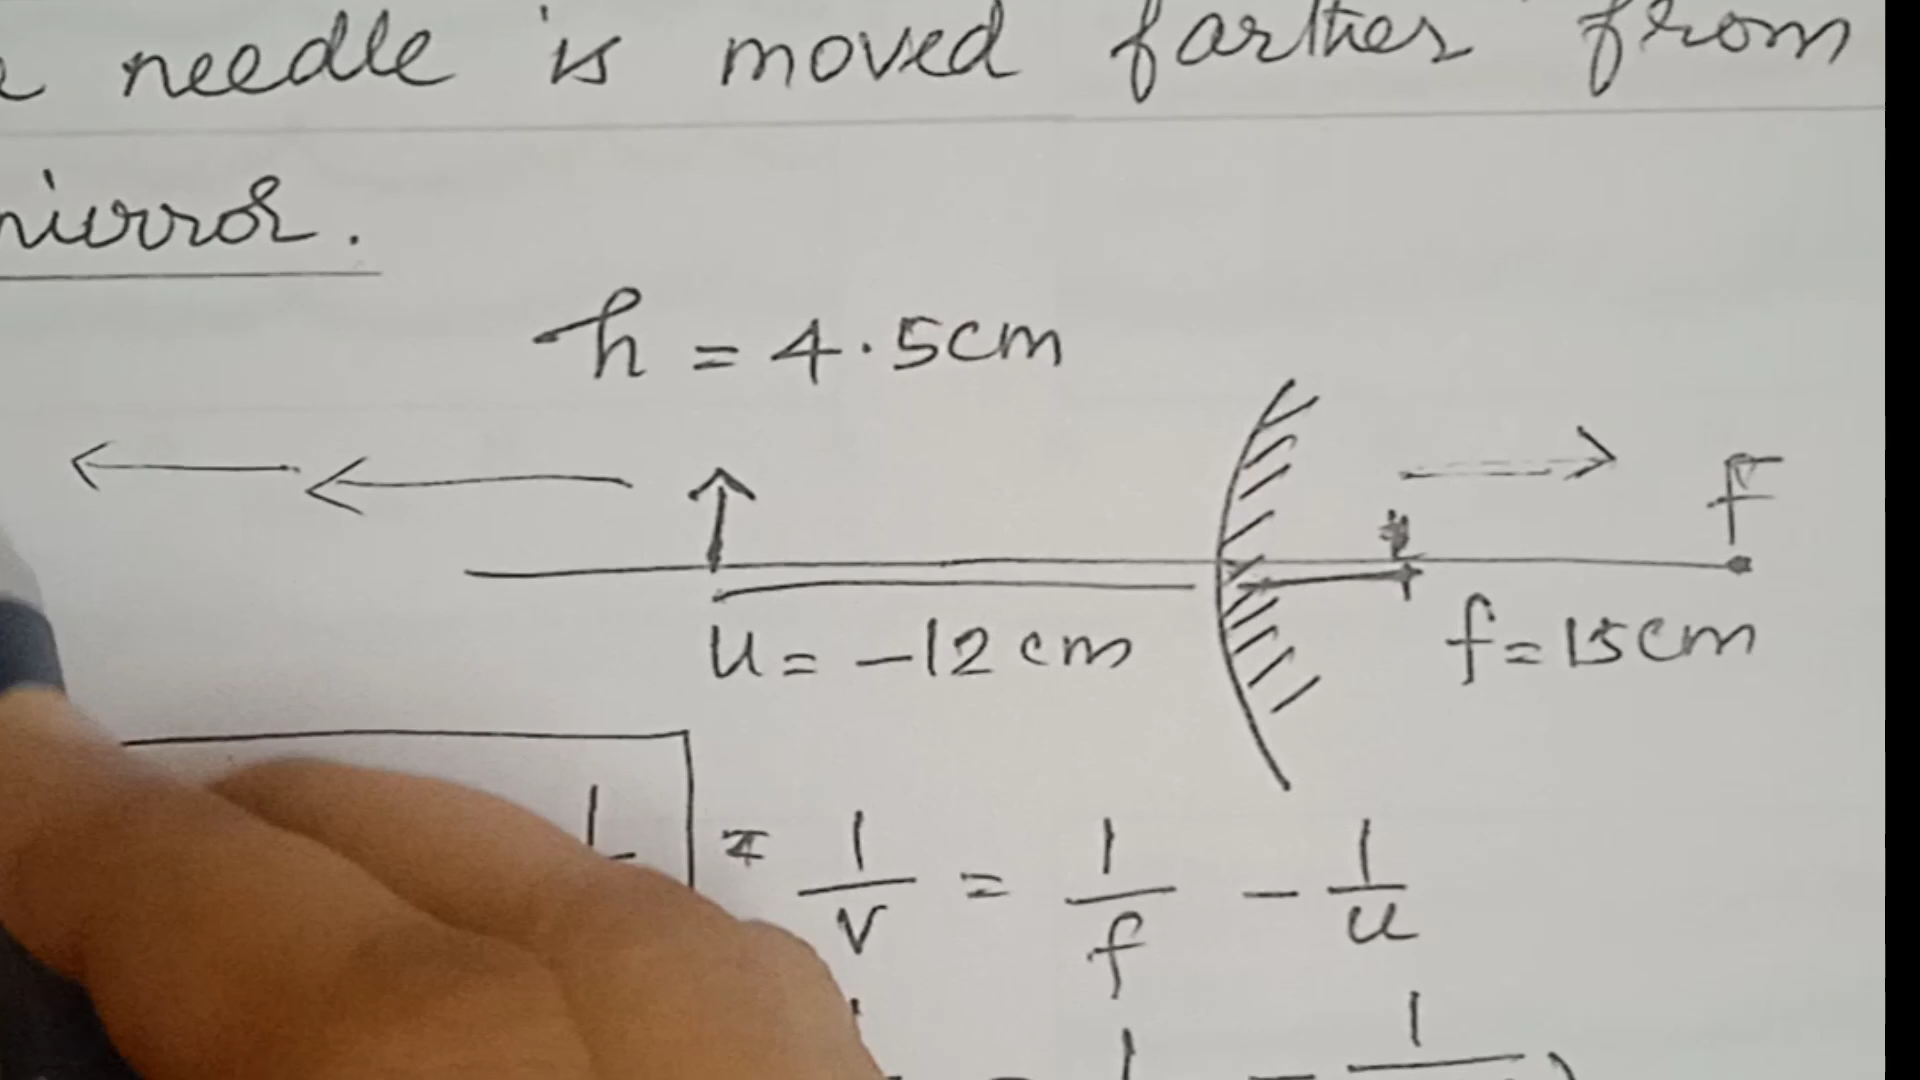 needle is moved farther from
mirror.
h = 4.5cm
F
u = -12 cm
f = 15cm
1/v = 1/f - 1/u